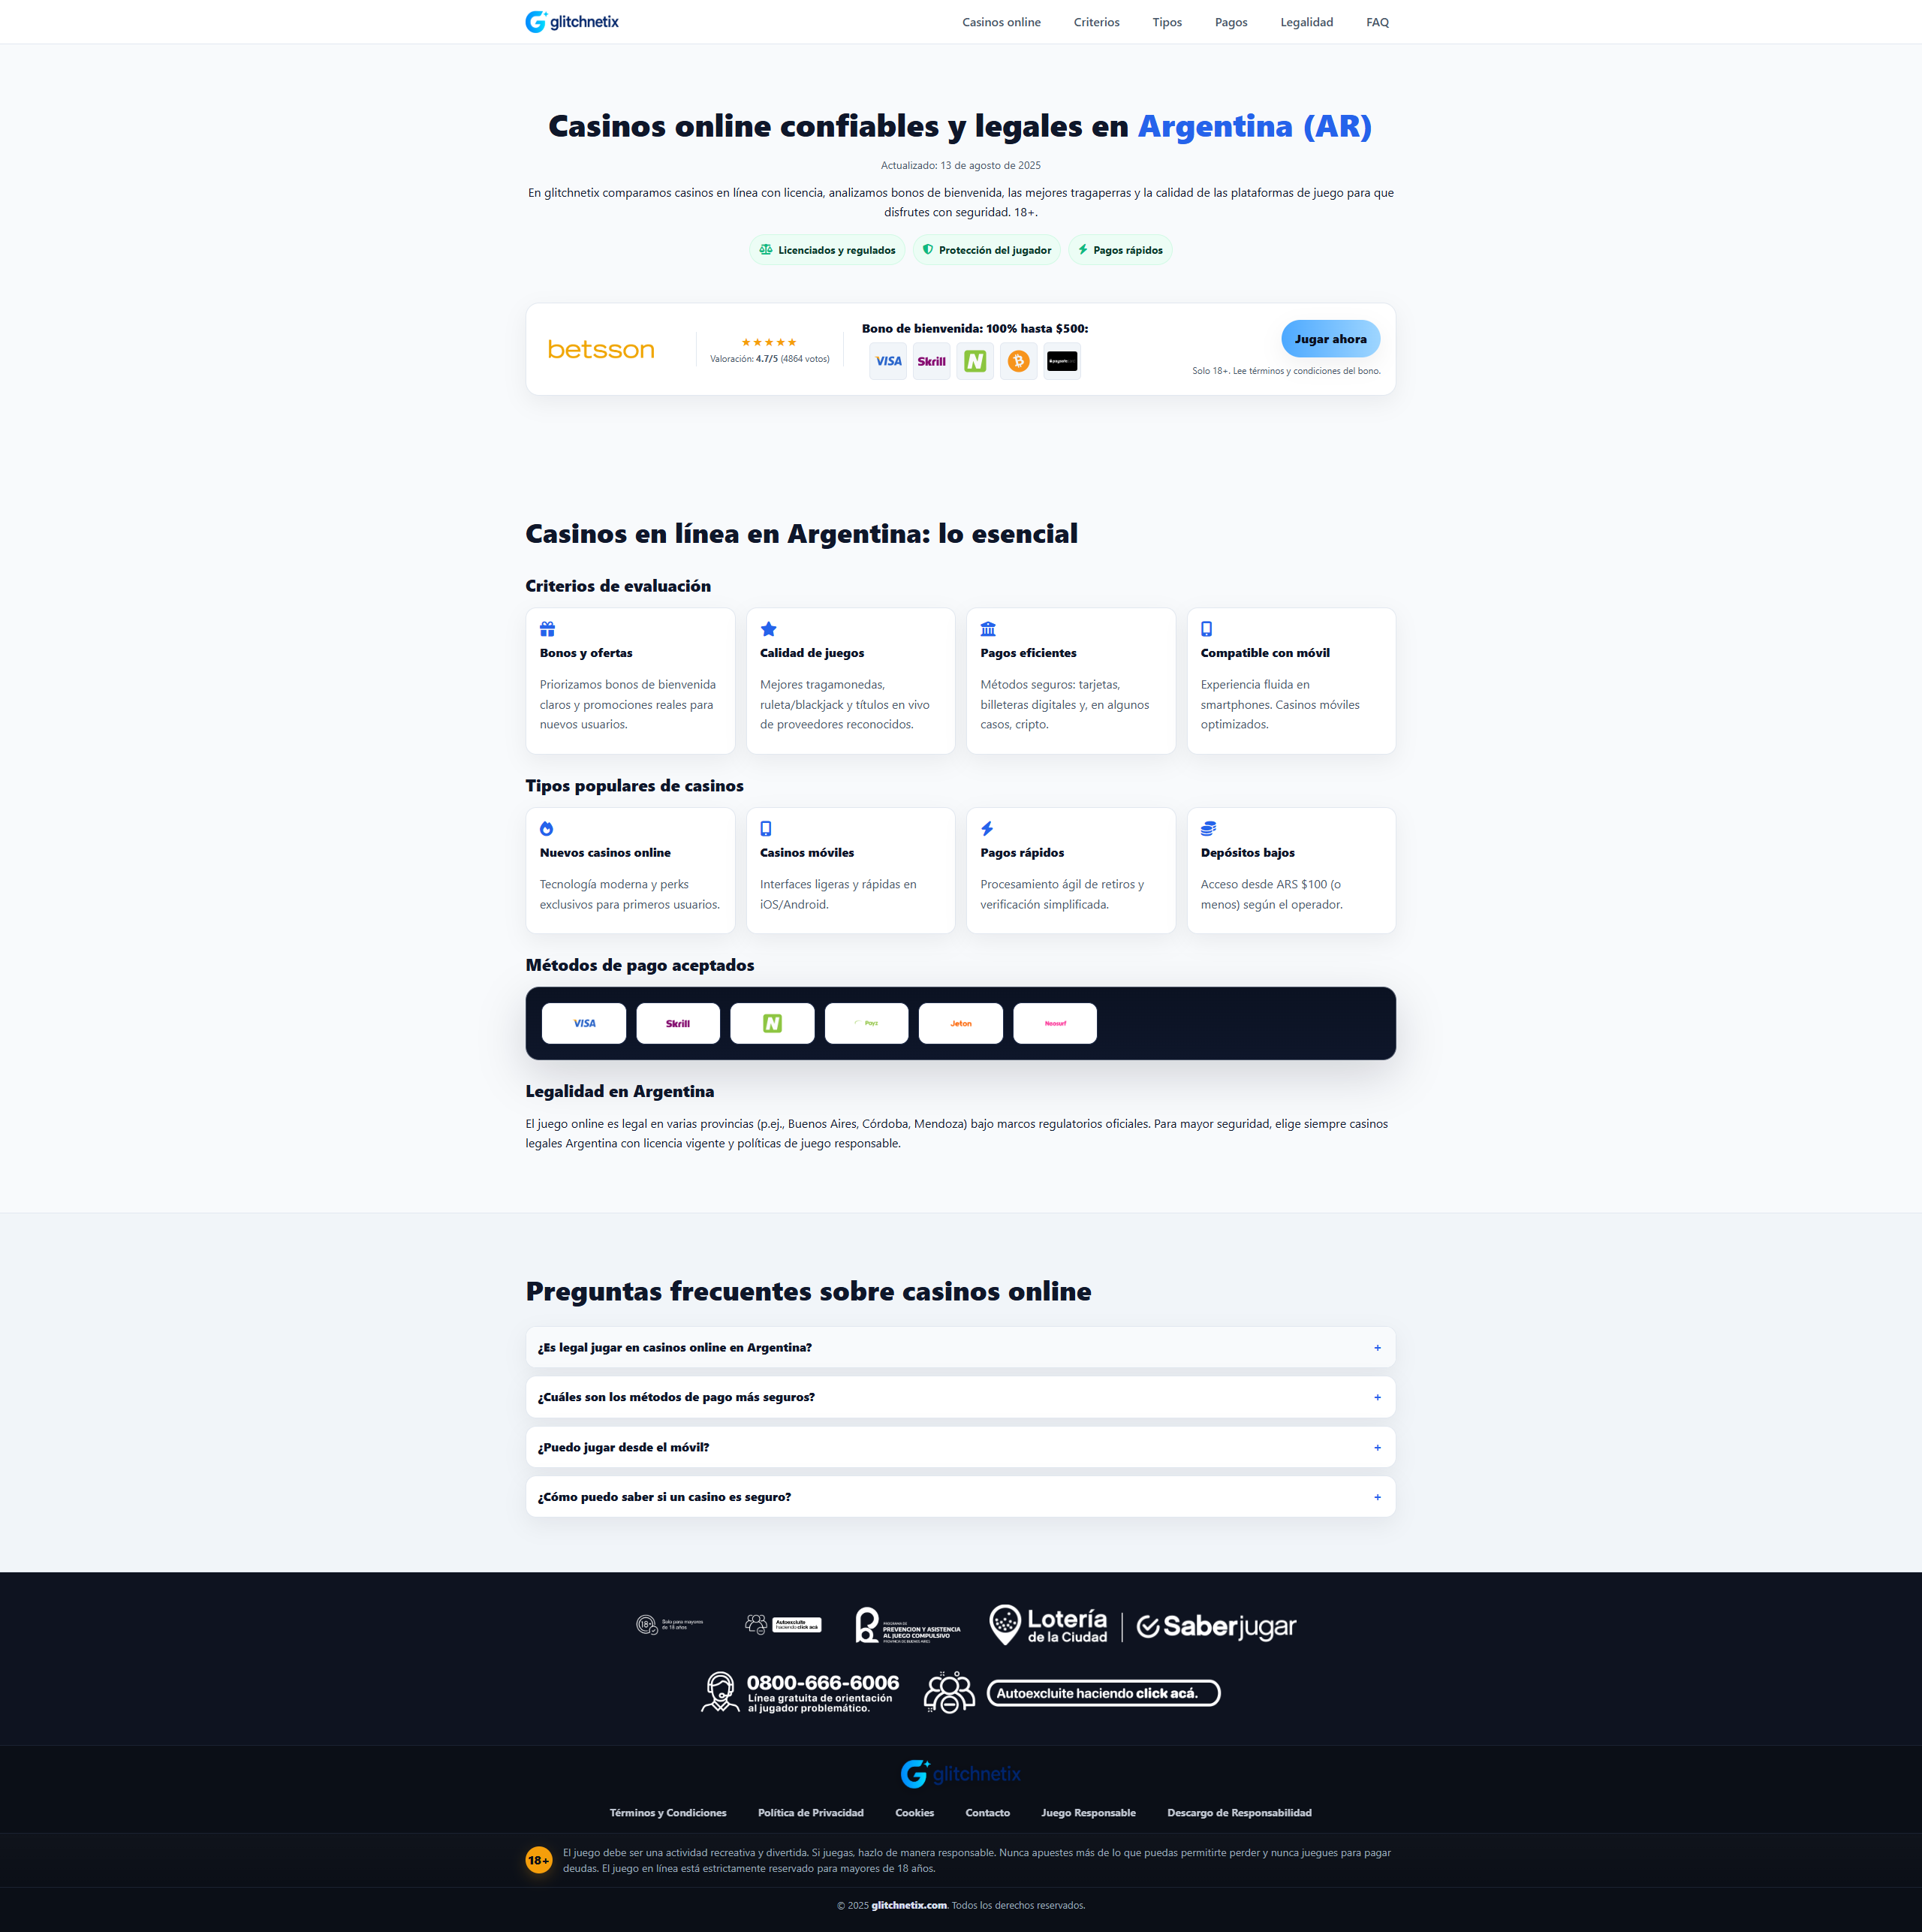 glitchnetix
Casinos online
Criterios
Tipos
Pagos
Legalidad
FAQ
Casinos online confiables y legales en Argentina (AR)
Actualizado: 13 de agosto de 2025
En glitchnetix comparamos casinos en línea con licencia, analizamos bonos de bienvenida, las mejores tragaperras y la calidad de las plataformas de juego para que
disfrutes con seguridad. 18+.
Licenciados y regulados
Protección del jugador
Pagos rápidos
betsson
★★★★★
Valoración: 4.7/5 (4864 votos)
Bono de bienvenida: 100% hasta $500:
VISA
Skrill
N
Jugar ahora
Solo 18+. Lee términos y condiciones del bono.
Casinos en línea en Argentina: lo esencial
Criterios de evaluación
Bonos y ofertas
Priorizamos bonos de bienvenida
claros y promociones reales para
nuevos usuarios.
Calidad de juegos
Mejores tragamonedas,
ruleta/blackjack y títulos en vivo
de proveedores reconocidos.
Pagos eficientes
Métodos seguros: tarjetas,
billeteras digitales y, en algunos
casos, cripto.
Compatible con móvil
Experiencia fluida en
smartphones. Casinos móviles
optimizados.
Tipos populares de casinos
Nuevos casinos online
Tecnología moderna y perks
exclusivos para primeros usuarios.
Casinos móviles
Interfaces ligeras y rápidas en
iOS/Android.
Pagos rápidos
Procesamiento ágil de retiros y
verificación simplificada.
Depósitos bajos
Acceso desde ARS $100 (o
menos) según el operador.
Métodos de pago aceptados
VISA
Skrill
N
Payz
Jeton
Neosurf
Legalidad en Argentina
El juego online es legal en varias provincias (p.ej., Buenos Aires, Córdoba, Mendoza) bajo marcos regulatorios oficiales. Para mayor seguridad, elige siempre casinos
legales Argentina con licencia vigente y políticas de juego responsable.
Preguntas frecuentes sobre casinos online
¿Es legal jugar en casinos online en Argentina?
+
¿Cuáles son los métodos de pago más seguros?
+
¿Puedo jugar desde el móvil?
+
¿Cómo puedo saber si un casino es seguro?
+
18+
Solo para mayores
de 18 años
Autoexcluite
haciendo click acá
PROGRAMA DE
PREVENCION Y ASISTENCIA
AL JUEGO COMPULSIVO
PROVINCIA DE BUENOS AIRES
Lotería
de la Ciudad
Saberjugar
0800-666-6006
Línea gratuita de orientación
al jugador problemático.
Autoexcluite haciendo click acá.
glitchnetix
Términos y Condiciones
Política de Privacidad
Cookies
Contacto
Juego Responsable
Descargo de Responsabilidad
18+
El juego debe ser una actividad recreativa y divertida. Si juegas, hazlo de manera responsable. Nunca apuestes más de lo que puedas permitirte perder y nunca juegues para pagar
deudas. El juego en línea está estrictamente reservado para mayores de 18 años.
© 2025 glitchnetix.com. Todos los derechos reservados.